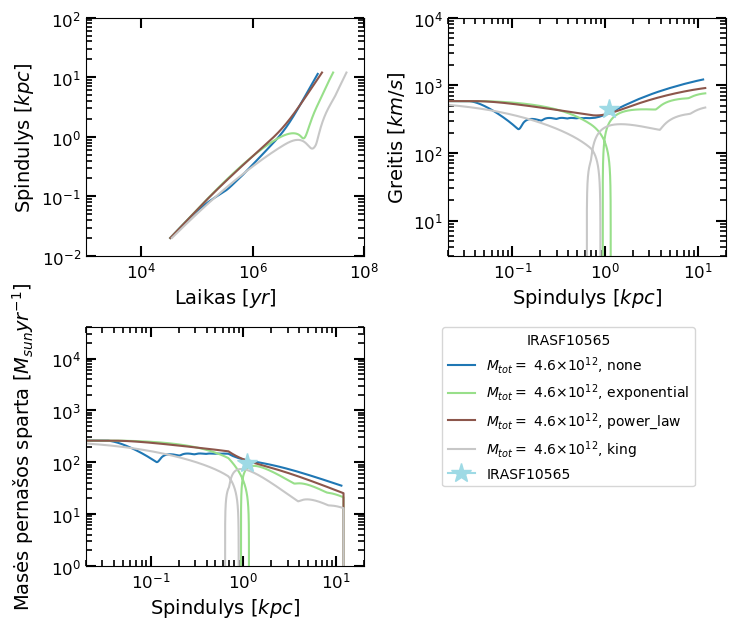 10² 10¹ 10⁰ 10⁻¹ 10⁻²
Spindulys [kpc]
10⁴ 10⁶ 10⁸
Laikas [yr]
10⁴ 10³ 10² 10¹
Greitis [km/s]
10⁻¹ 10⁰ 10¹
Spindulys [kpc]
10⁴ 10³ 10² 10¹ 10⁰
Masės pernašos sparta [M_sun yr⁻¹]
10⁻¹ 10⁰ 10¹
Spindulys [kpc]
IRASF10565
M_tot = 4.6×10¹², none
M_tot = 4.6×10¹², exponential
M_tot = 4.6×10¹², power_law
M_tot = 4.6×10¹², king
IRASF10565